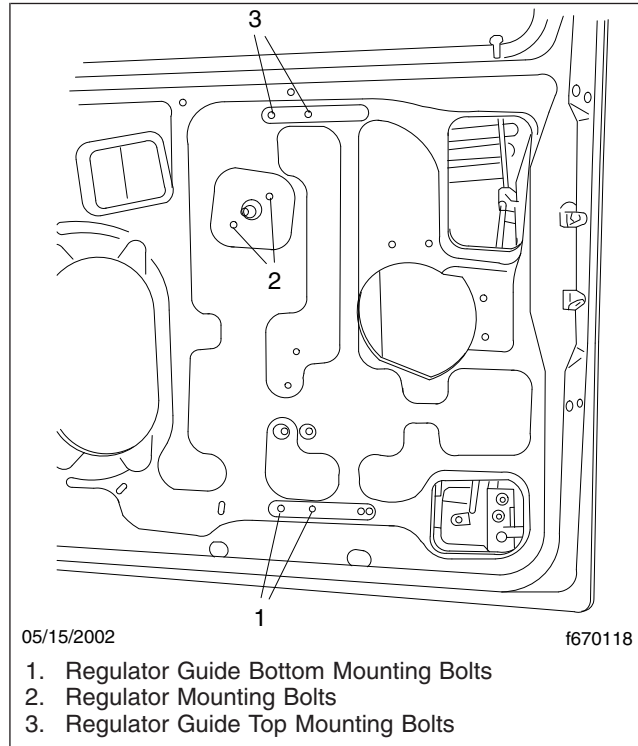 3
2
1
05/15/2002 f670118
1. Regulator Guide Bottom Mounting Bolts
2. Regulator Mounting Bolts
3. Regulator Guide Top Mounting Bolts